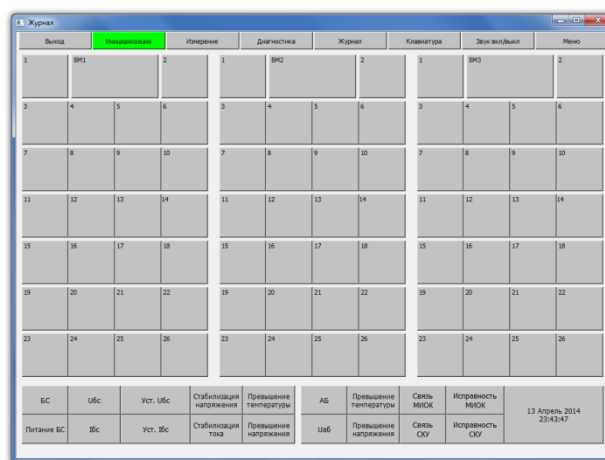 Журнал
Выход Инициализация Измерение Диагностика Журнал Клавиатура Звук вкл/выкл Меню
1 БМ1 2 1 БМ2 2 1 БМ3 2
3 4 5 6 3 4 5 6 3 4 5 6
7 8 9 10 7 8 9 10 7 8 9 10
11 12 13 14 11 12 13 14 11 12 13 14
15 16 17 18 15 16 17 18 15 16 17 18
19 20 21 22 19 20 21 22 19 20 21 22
23 24 25 26 23 24 25 26 23 24 25 26
БС Uбс Уст. Uбс Стабилизация напряжения Превышение температуры АБ Превышение температуры Связь МИОК Исправность МИОК
13 Апрель 2014
23:43:47
Питание БС Iбс Уст. Iбс Стабилизация тока Превышение напряжения Uаб Превышение напряжения Связь СКУ Исправность СКУ